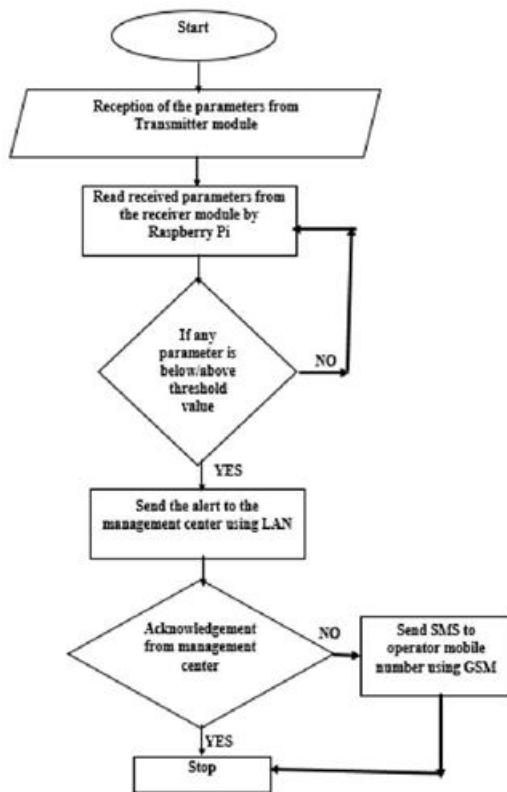 Start
Reception of the parameters from
Transmitter module
Read received parameters from
the receiver module by
Raspberry Pi
If any
parameter is
below/above
threshold
value
NO
YES
Send the alert to the
management center using LAN
Acknowledgement
from management
center
NO
Send SMS to
operator mobile
number using GSM
YES
Stop